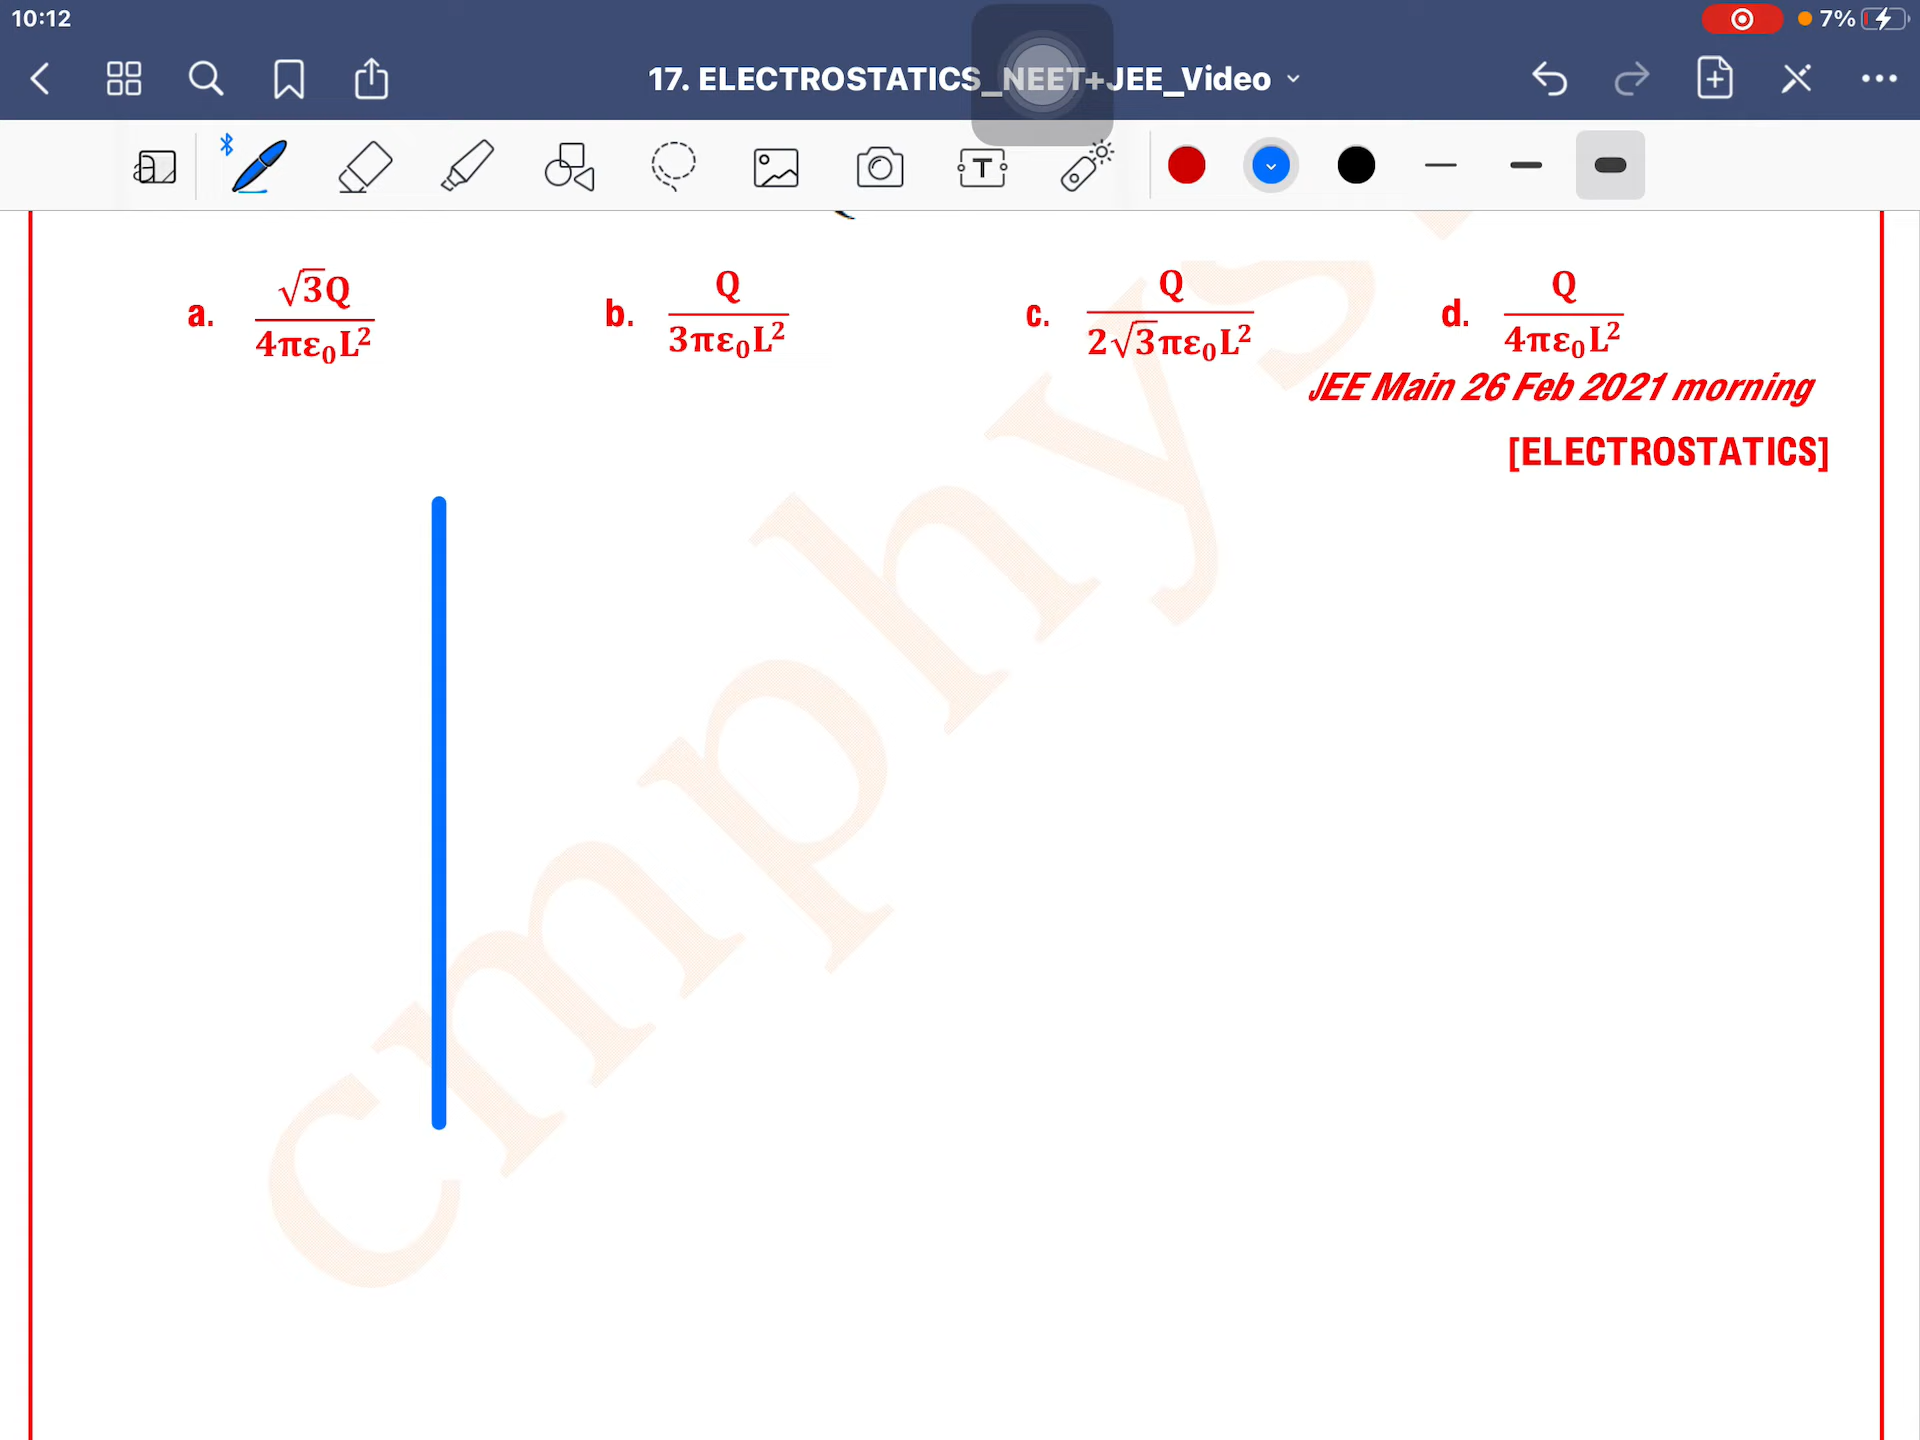 10:12
7%
17. ELECTROSTATICS_NEET+JEE_Video
a. √3Q / 4πε₀L² b. Q / 3πε₀L² c. Q / 2√3πε₀L² d. Q / 4πε₀L²
JEE Main 26 Feb 2021 morning
[ELECTROSTATICS]
cmphys